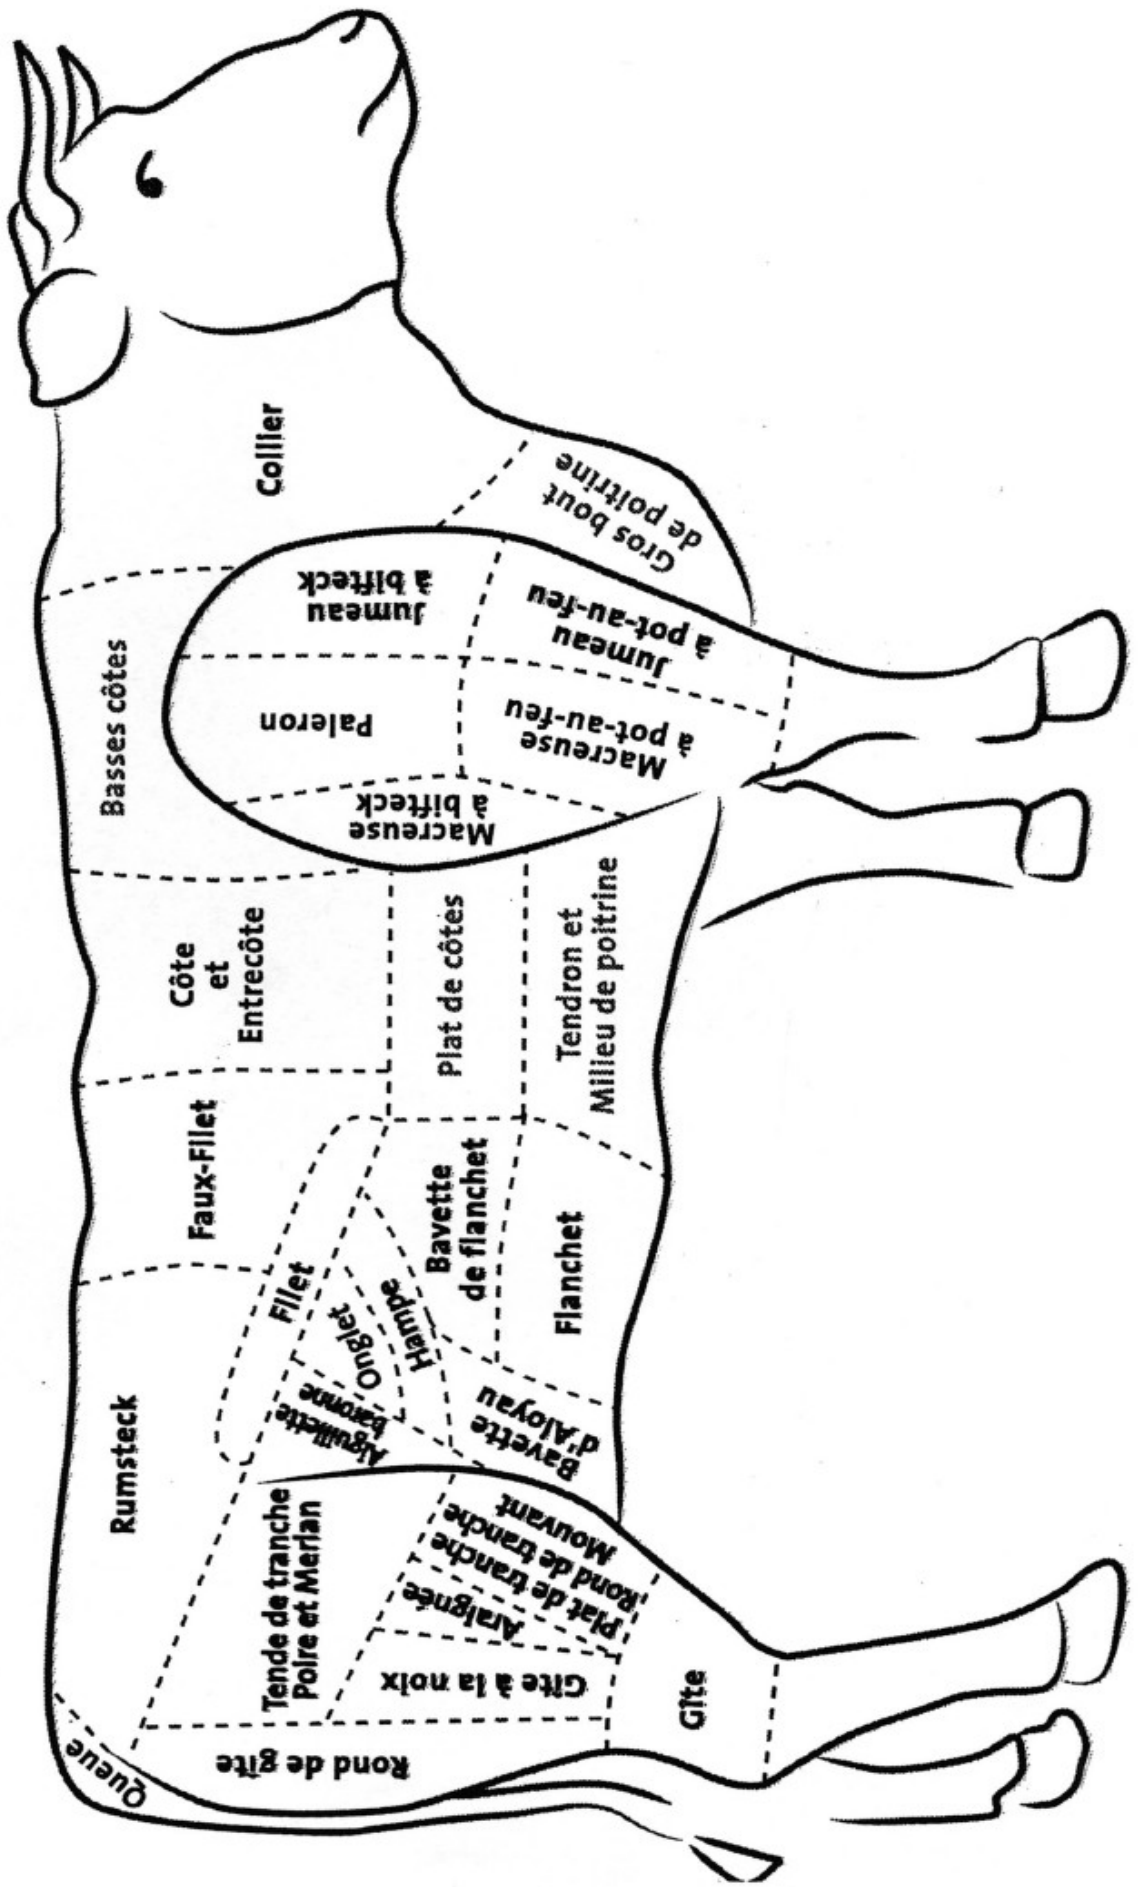 Queue
Rumsteck
Faux-Filet
Côte
et
Entrecôte
Basses côtes
Collier
Rond de gîte
Tende de tranche
Poire et Merlan
Gîte à la noix
Araignée
Plat de tranche
Rond de tranche
Mouvant
Gîte
Aiguillette
baronne
Filet
Onglet
Hampe
Bavette
d'Aloyau
Bavette
de flanchet
Flanchet
Plat de côtes
Tendron et
Milieu de poitrine
Macreuse
à bifteck
Paleron
Jumeau
à bifteck
Macreuse
à pot-au-feu
Jumeau
à pot-au-feu
Gros bout
de poitrine